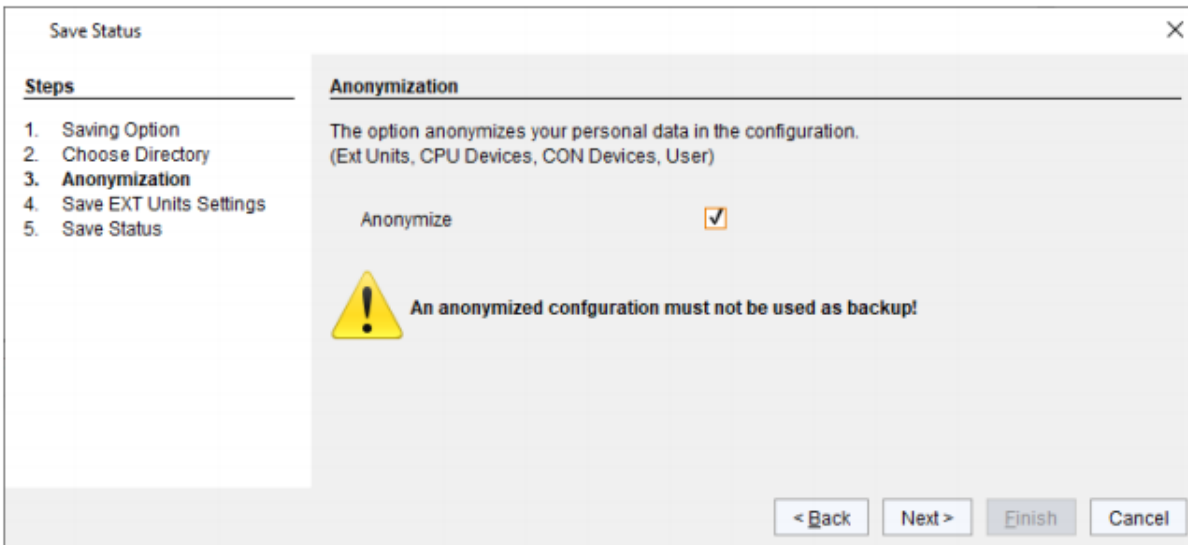 Save Status
Steps
1. Saving Option
2. Choose Directory
3. Anonymization
4. Save EXT Units Settings
5. Save Status
Anonymization
The option anonymizes your personal data in the configuration.
(Ext Units, CPU Devices, CON Devices, User)
Anonymize
An anonymized confguration must not be used as backup!
< Back
Next >
Finish
Cancel